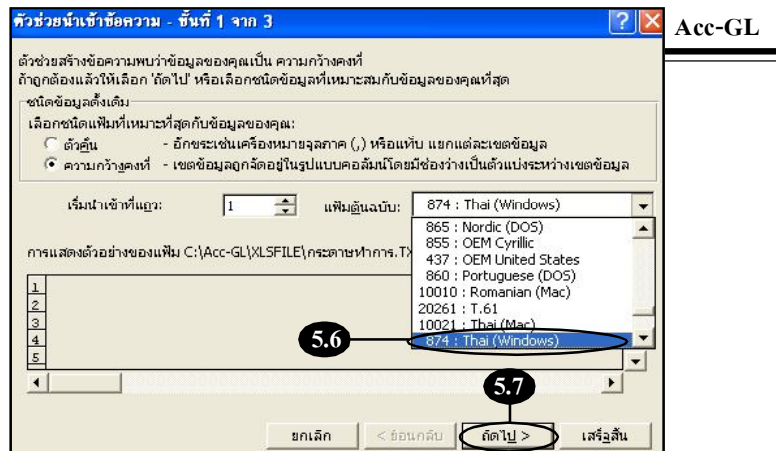 ตัวช่วยนำเข้าข้อความ - ขั้นที่ 1 จาก 3
Acc-GL
ตัวช่วยสร้างข้อความพบว่าข้อมูลของคุณเป็น ความกว้างคงที่
ถ้าถูกต้องแล้วให้เลือก 'ถัดไป' หรือเลือกชนิดข้อมูลที่เหมาะสมกับข้อมูลของคุณที่สุด
ชนิดข้อมูลดั้งเดิม
เลือกชนิดแฟ้มที่เหมาะที่สุดกับข้อมูลของคุณ:
ตัวคั่น - อักขระเช่นเครื่องหมายจุลภาค (,) หรือแท็บ แยกแต่ละเขตข้อมูล
ความกว้างคงที่ - เขตข้อมูลถูกจัดอยู่ในรูปแบบคอลัมน์โดยมีช่องว่างเป็นตัวแบ่งระหว่างเขตข้อมูล
เริ่มนำเข้าที่แถว: 1 แฟ้มต้นฉบับ: 874 : Thai (Windows)
865 : Nordic (DOS)
855 : OEM Cyrillic
437 : OEM United States
860 : Portuguese (DOS)
10010 : Romanian (Mac)
20261 : T.61
10021 : Thai (Mac)
874 : Thai (Windows)
การแสดงตัวอย่างของแฟ้ม C:\Acc-GL\XLSFILE\กระดาษทำการ.TX
1
2
3
4
5
5.6
5.7
ยกเลิก < ย้อนกลับ ถัดไป > เสร็จสิ้น